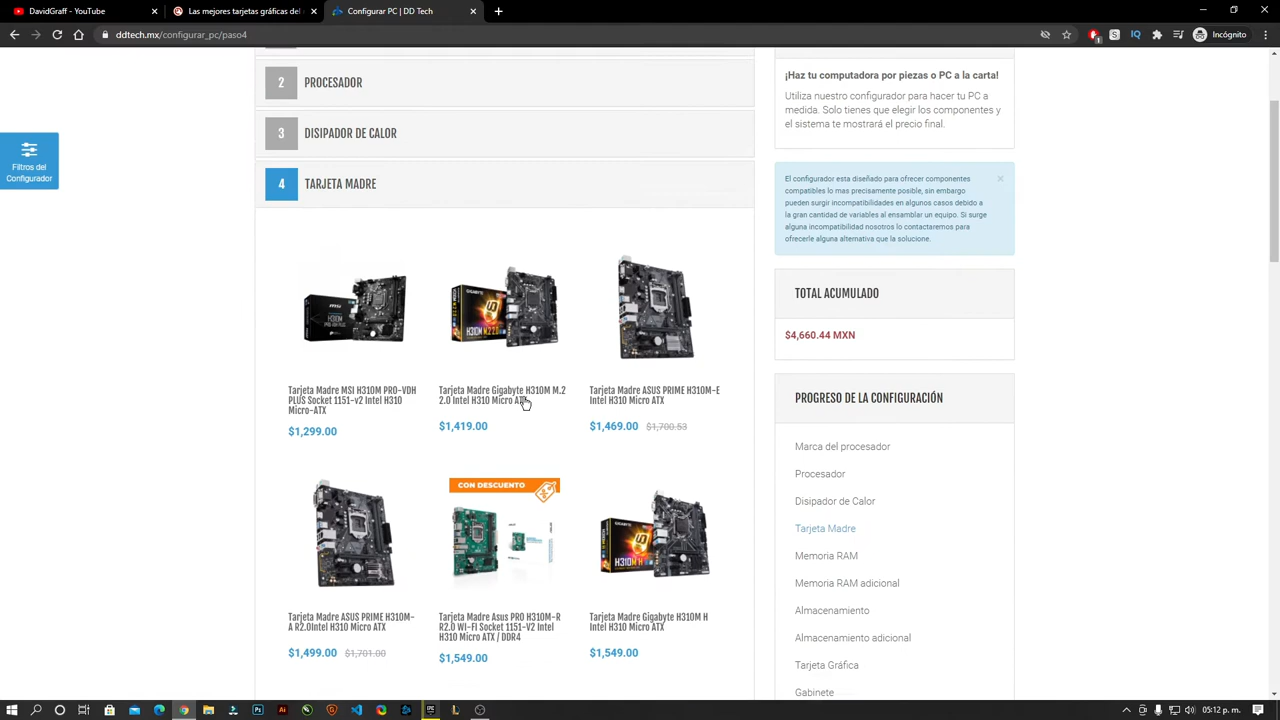 DavidGraff - YouTube
Las mejores tarjetas gráficas del
Configurar PC | DD Tech
ddtech.mx/configurar_pc/paso4
Incógnito
Filtros del
Configurador
2 PROCESADOR
3 DISIPADOR DE CALOR
4 TARJETA MADRE
Tarjeta Madre MSI H310M PRO-VDH
PLUS Socket 1151-v2 Intel H310
Micro-ATX
$1,299.00
Tarjeta Madre Gigabyte H310M M.2
2.0 Intel H310 Micro ATX
$1,419.00
Tarjeta Madre ASUS PRIME H310M-E
Intel H310 Micro ATX
$1,469.00 $1,700.53
CON DESCUENTO
Tarjeta Madre ASUS PRIME H310M-
A R2.0Intel H310 Micro ATX
$1,499.00 $1,701.00
Tarjeta Madre Asus PRO H310M-R
R2.0 WI-FI Socket 1151-V2 Intel
H310 Micro ATX / DDR4
$1,549.00
Tarjeta Madre Gigabyte H310M H
Intel H310 Micro ATX
$1,549.00
¡Haz tu computadora por piezas o PC a la carta!
Utiliza nuestro configurador para hacer tu PC a
medida. Solo tienes que elegir los componentes y
el sistema te mostrará el precio final.
El configurador esta diseñado para ofrecer componentes
compatibles lo mas precisamente posible, sin embargo
pueden surgir incompatibilidades en algunos casos debido a
la gran cantidad de variables al ensamblar un equipo. Si surge
alguna incompatibilidad nosotros lo contactaremos para
ofrecerle alguna alternativa que la solucione.
TOTAL ACUMULADO
$4,660.44 MXN
PROGRESO DE LA CONFIGURACIÓN
Marca del procesador
Procesador
Disipador de Calor
Tarjeta Madre
Memoria RAM
Memoria RAM adicional
Almacenamiento
Almacenamiento adicional
Tarjeta Gráfica
Gabinete
05:12 p. m.